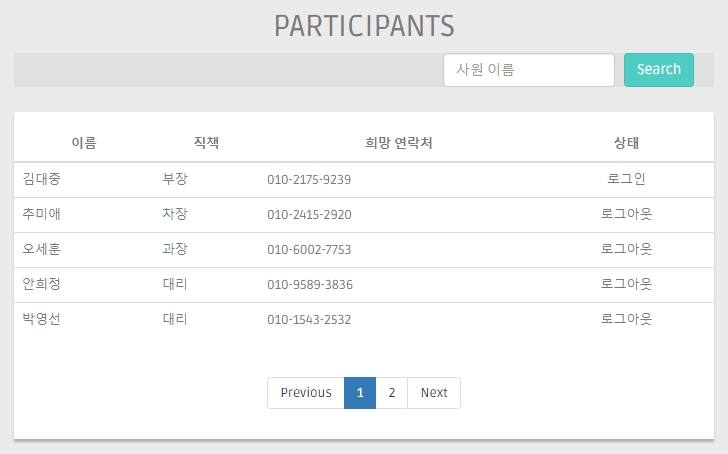 PARTICIPANTS
사원 이름 Search
이름 직책 희망 연락처 상태
김대중 부장 010-2175-9239 로그인
추미애 차장 010-2415-2920 로그아웃
오세훈 과장 010-6002-7753 로그아웃
안희정 대리 010-9589-3836 로그아웃
박영선 대리 010-1543-2532 로그아웃
Previous 1 2 Next